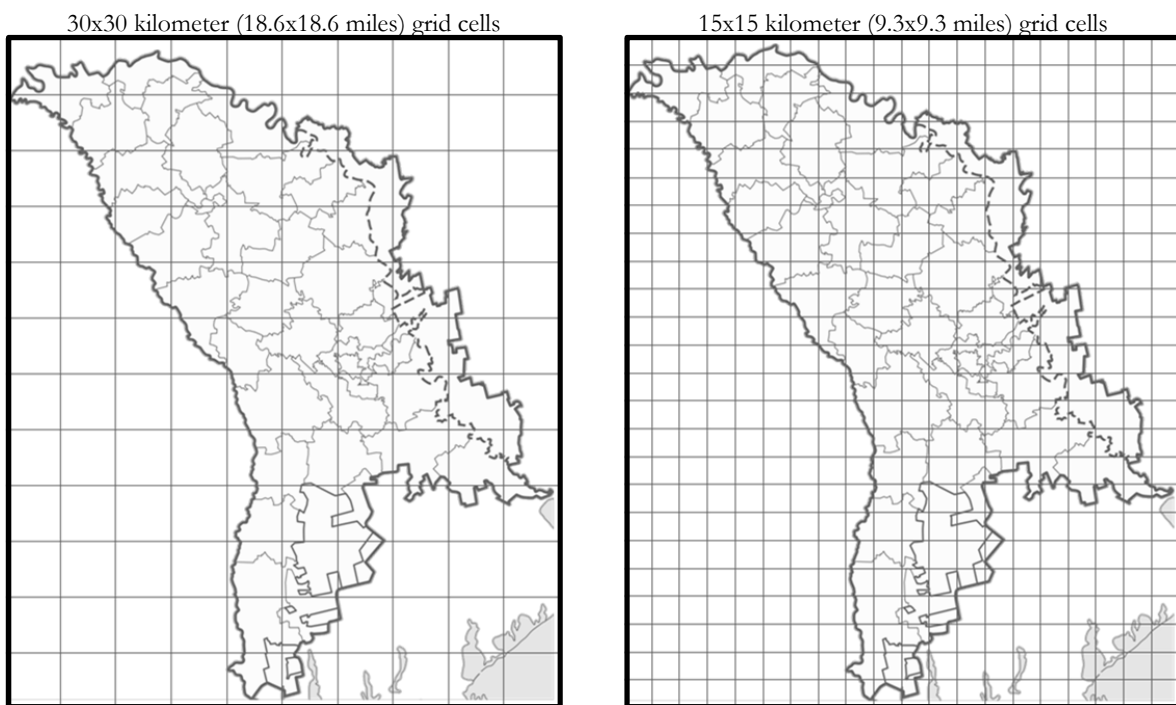 30x30 kilometer (18.6x18.6 miles) grid cells
15x15 kilometer (9.3x9.3 miles) grid cells